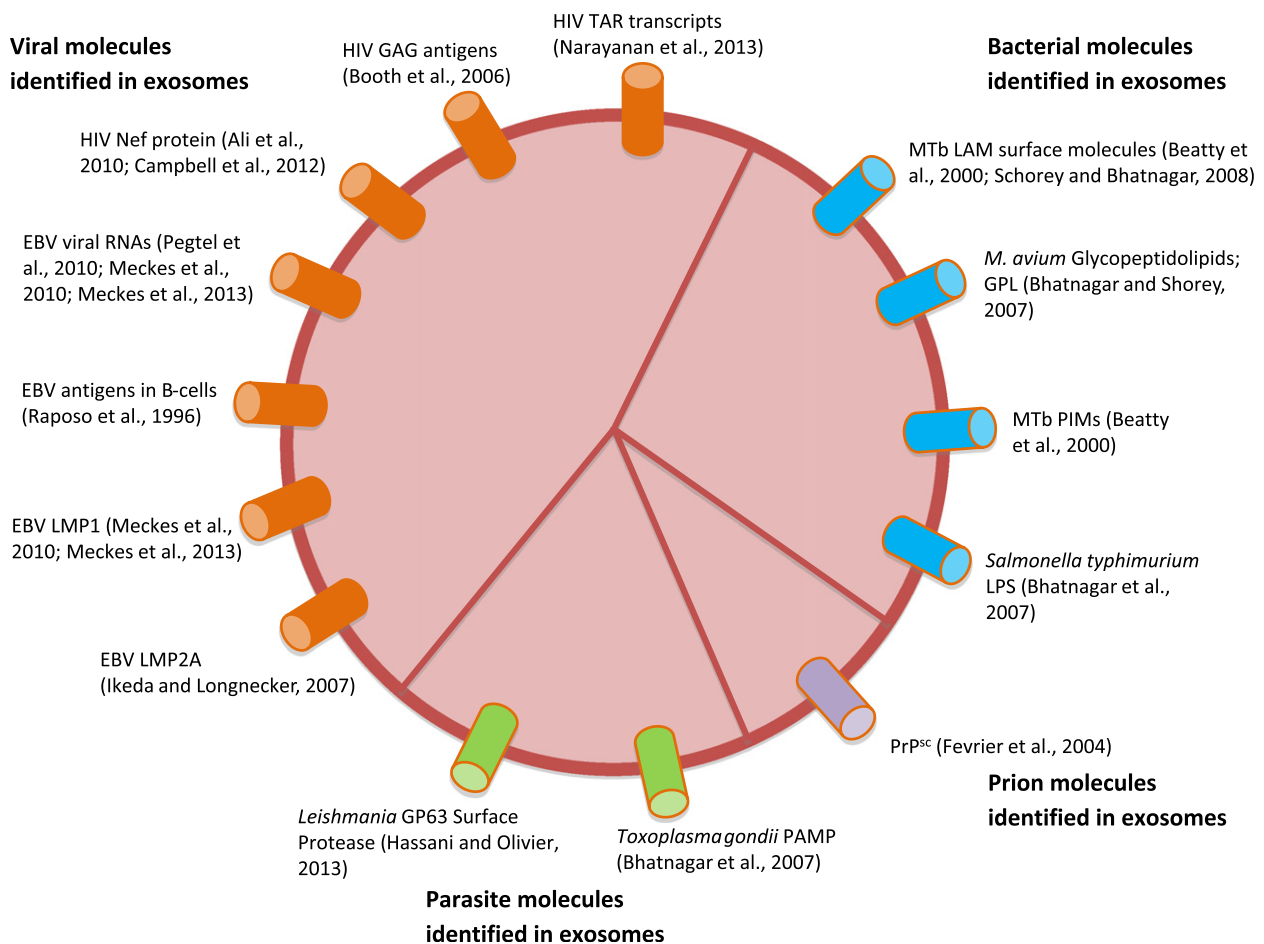 Viral molecules
identified in exosomes
HIV GAG antigens
(Booth et al., 2006)
HIV TAR transcripts
(Narayanan et al., 2013)
Bacterial molecules
identified in exosomes
HIV Nef protein (Ali et al.,
2010; Campbell et al., 2012)
MTb LAM surface molecules (Beatty et
al., 2000; Schorey and Bhatnagar, 2008)
EBV viral RNAs (Pegtel et
al., 2010; Meckes et al.,
2010; Meckes et al., 2013)
M. avium Glycopeptidolipids;
GPL (Bhatnagar and Shorey,
2007)
EBV antigens in B-cells
(Raposo et al., 1996)
MTb PIMs (Beatty
et al., 2000)
EBV LMP1 (Meckes et al.,
2010; Meckes et al., 2013)
Salmonella typhimurium
LPS (Bhatnagar et al.,
2007)
EBV LMP2A
(Ikeda and Longnecker, 2007)
PrPsc (Fevrier et al., 2004)
Prion molecules
identified in exosomes
Leishmania GP63 Surface
Protease (Hassani and Olivier,
2013)
Toxoplasma gondii PAMP
(Bhatnagar et al., 2007)
Parasite molecules
identified in exosomes